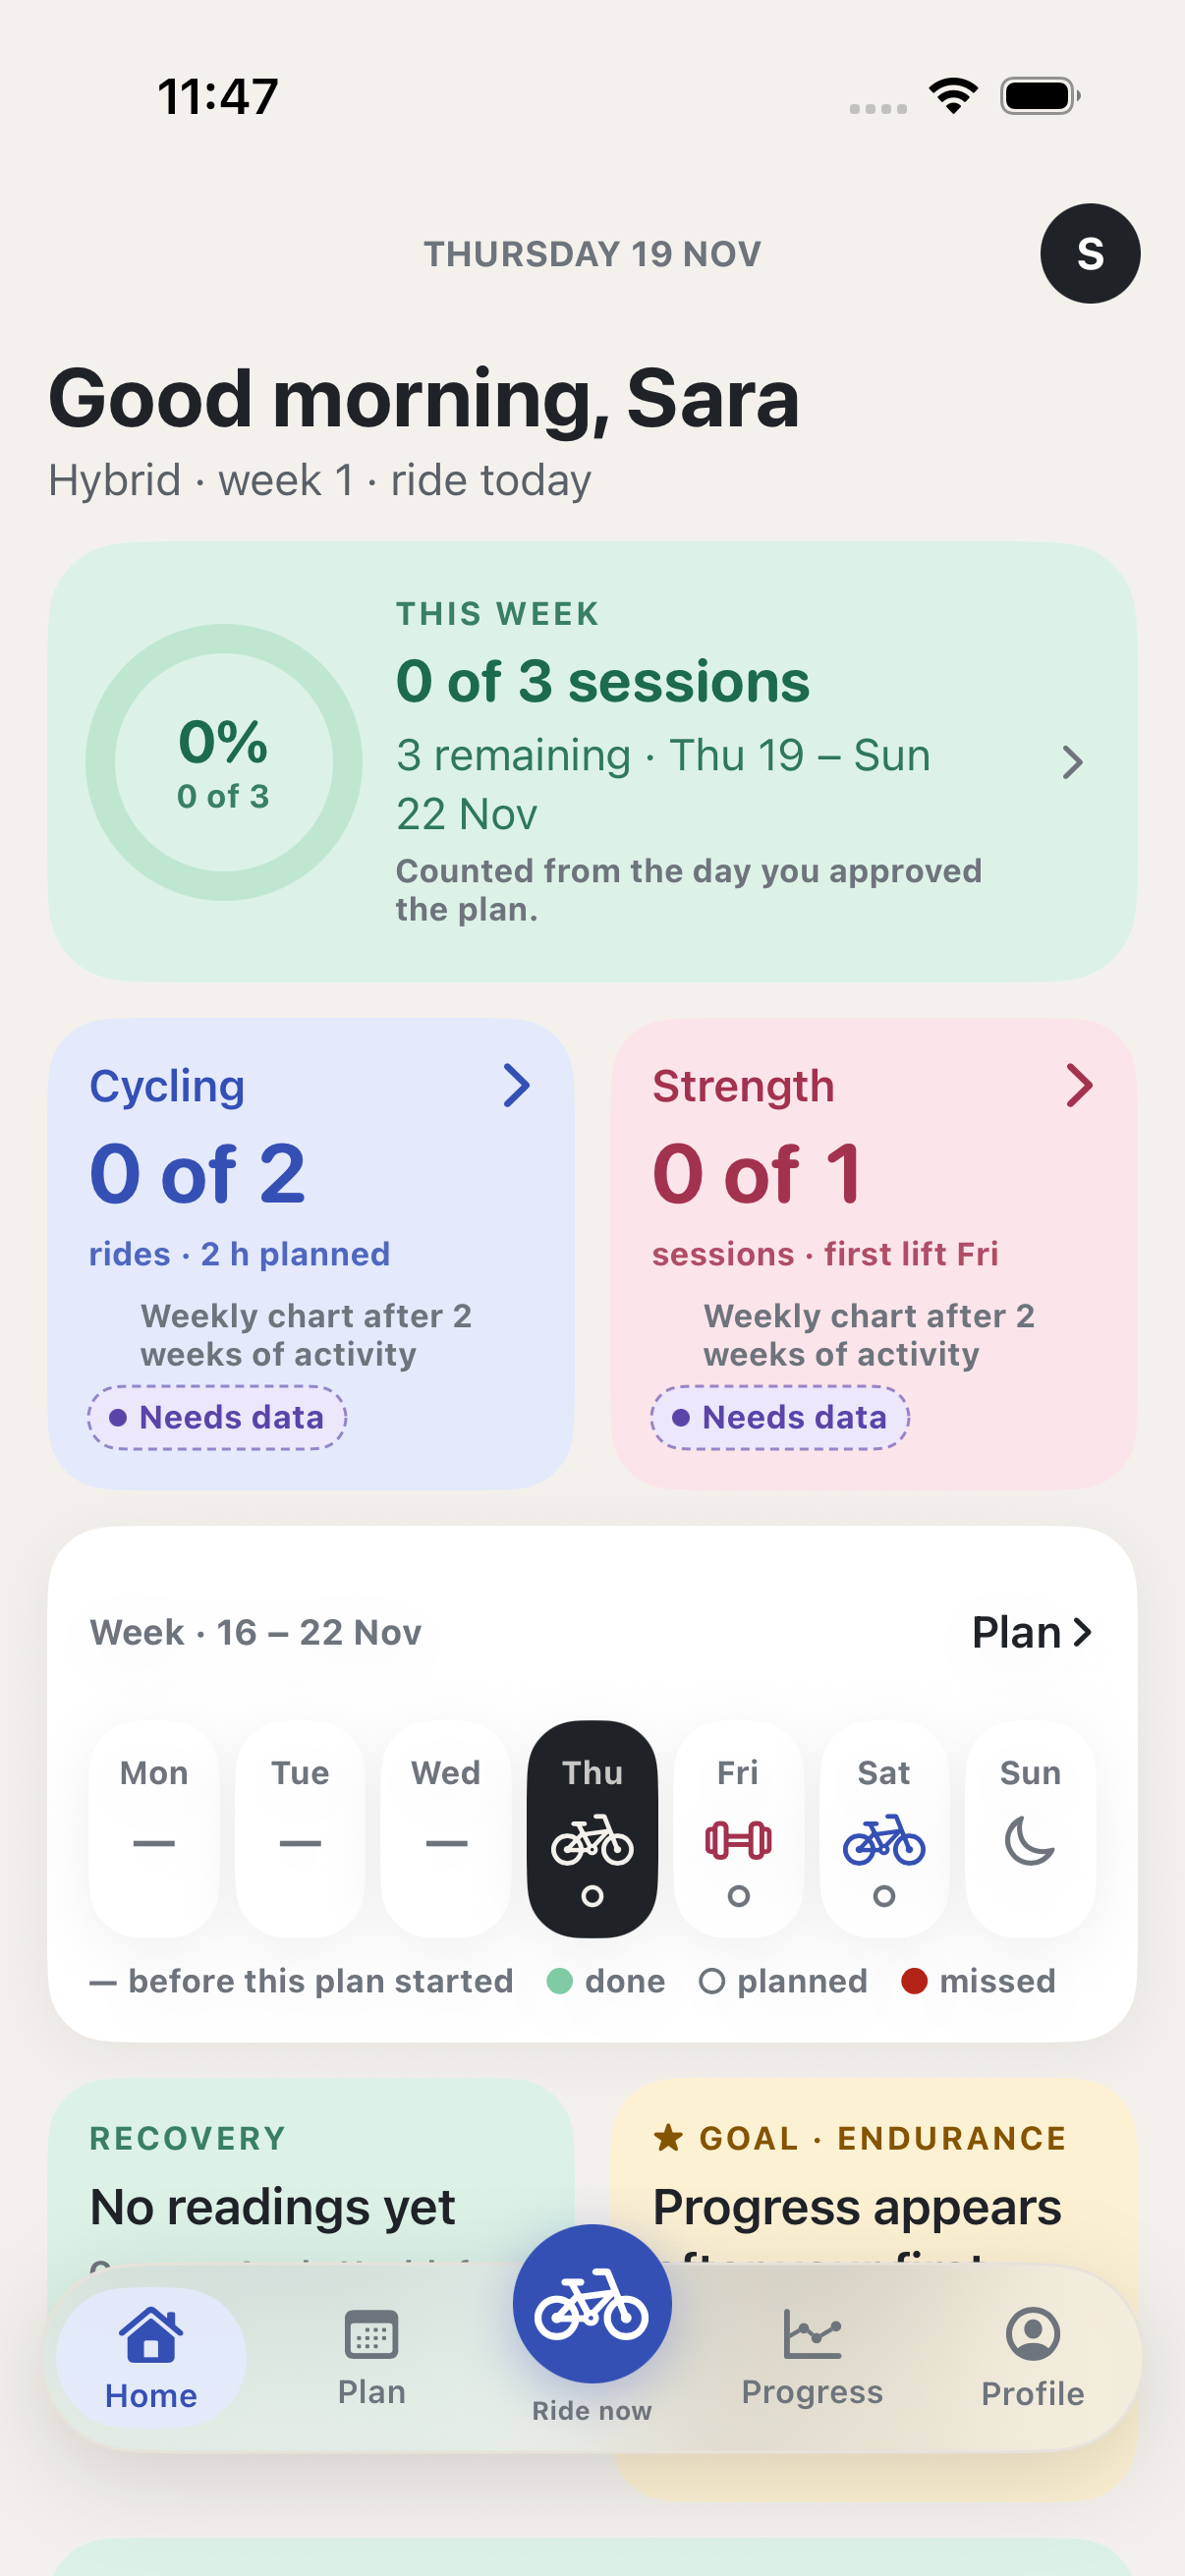 11:47
THURSDAY 19 NOV
S
Good morning, Sara
Hybrid · week 1 · ride today
THIS WEEK
0 of 3 sessions
3 remaining · Thu 19 – Sun
22 Nov
Counted from the day you approved
the plan.
0%
0 of 3
Cycling
0 of 2
rides · 2 h planned
Weekly chart after 2
weeks of activity
Needs data
Strength
0 of 1
sessions · first lift Fri
Weekly chart after 2
weeks of activity
Needs data
Week · 16 – 22 Nov
Plan
Mon
Tue
Wed
Thu
Fri
Sat
Sun
— before this plan started
done
planned
missed
RECOVERY
No readings yet
GOAL · ENDURANCE
Progress appears
after your first
Home
Plan
Ride now
Progress
Profile